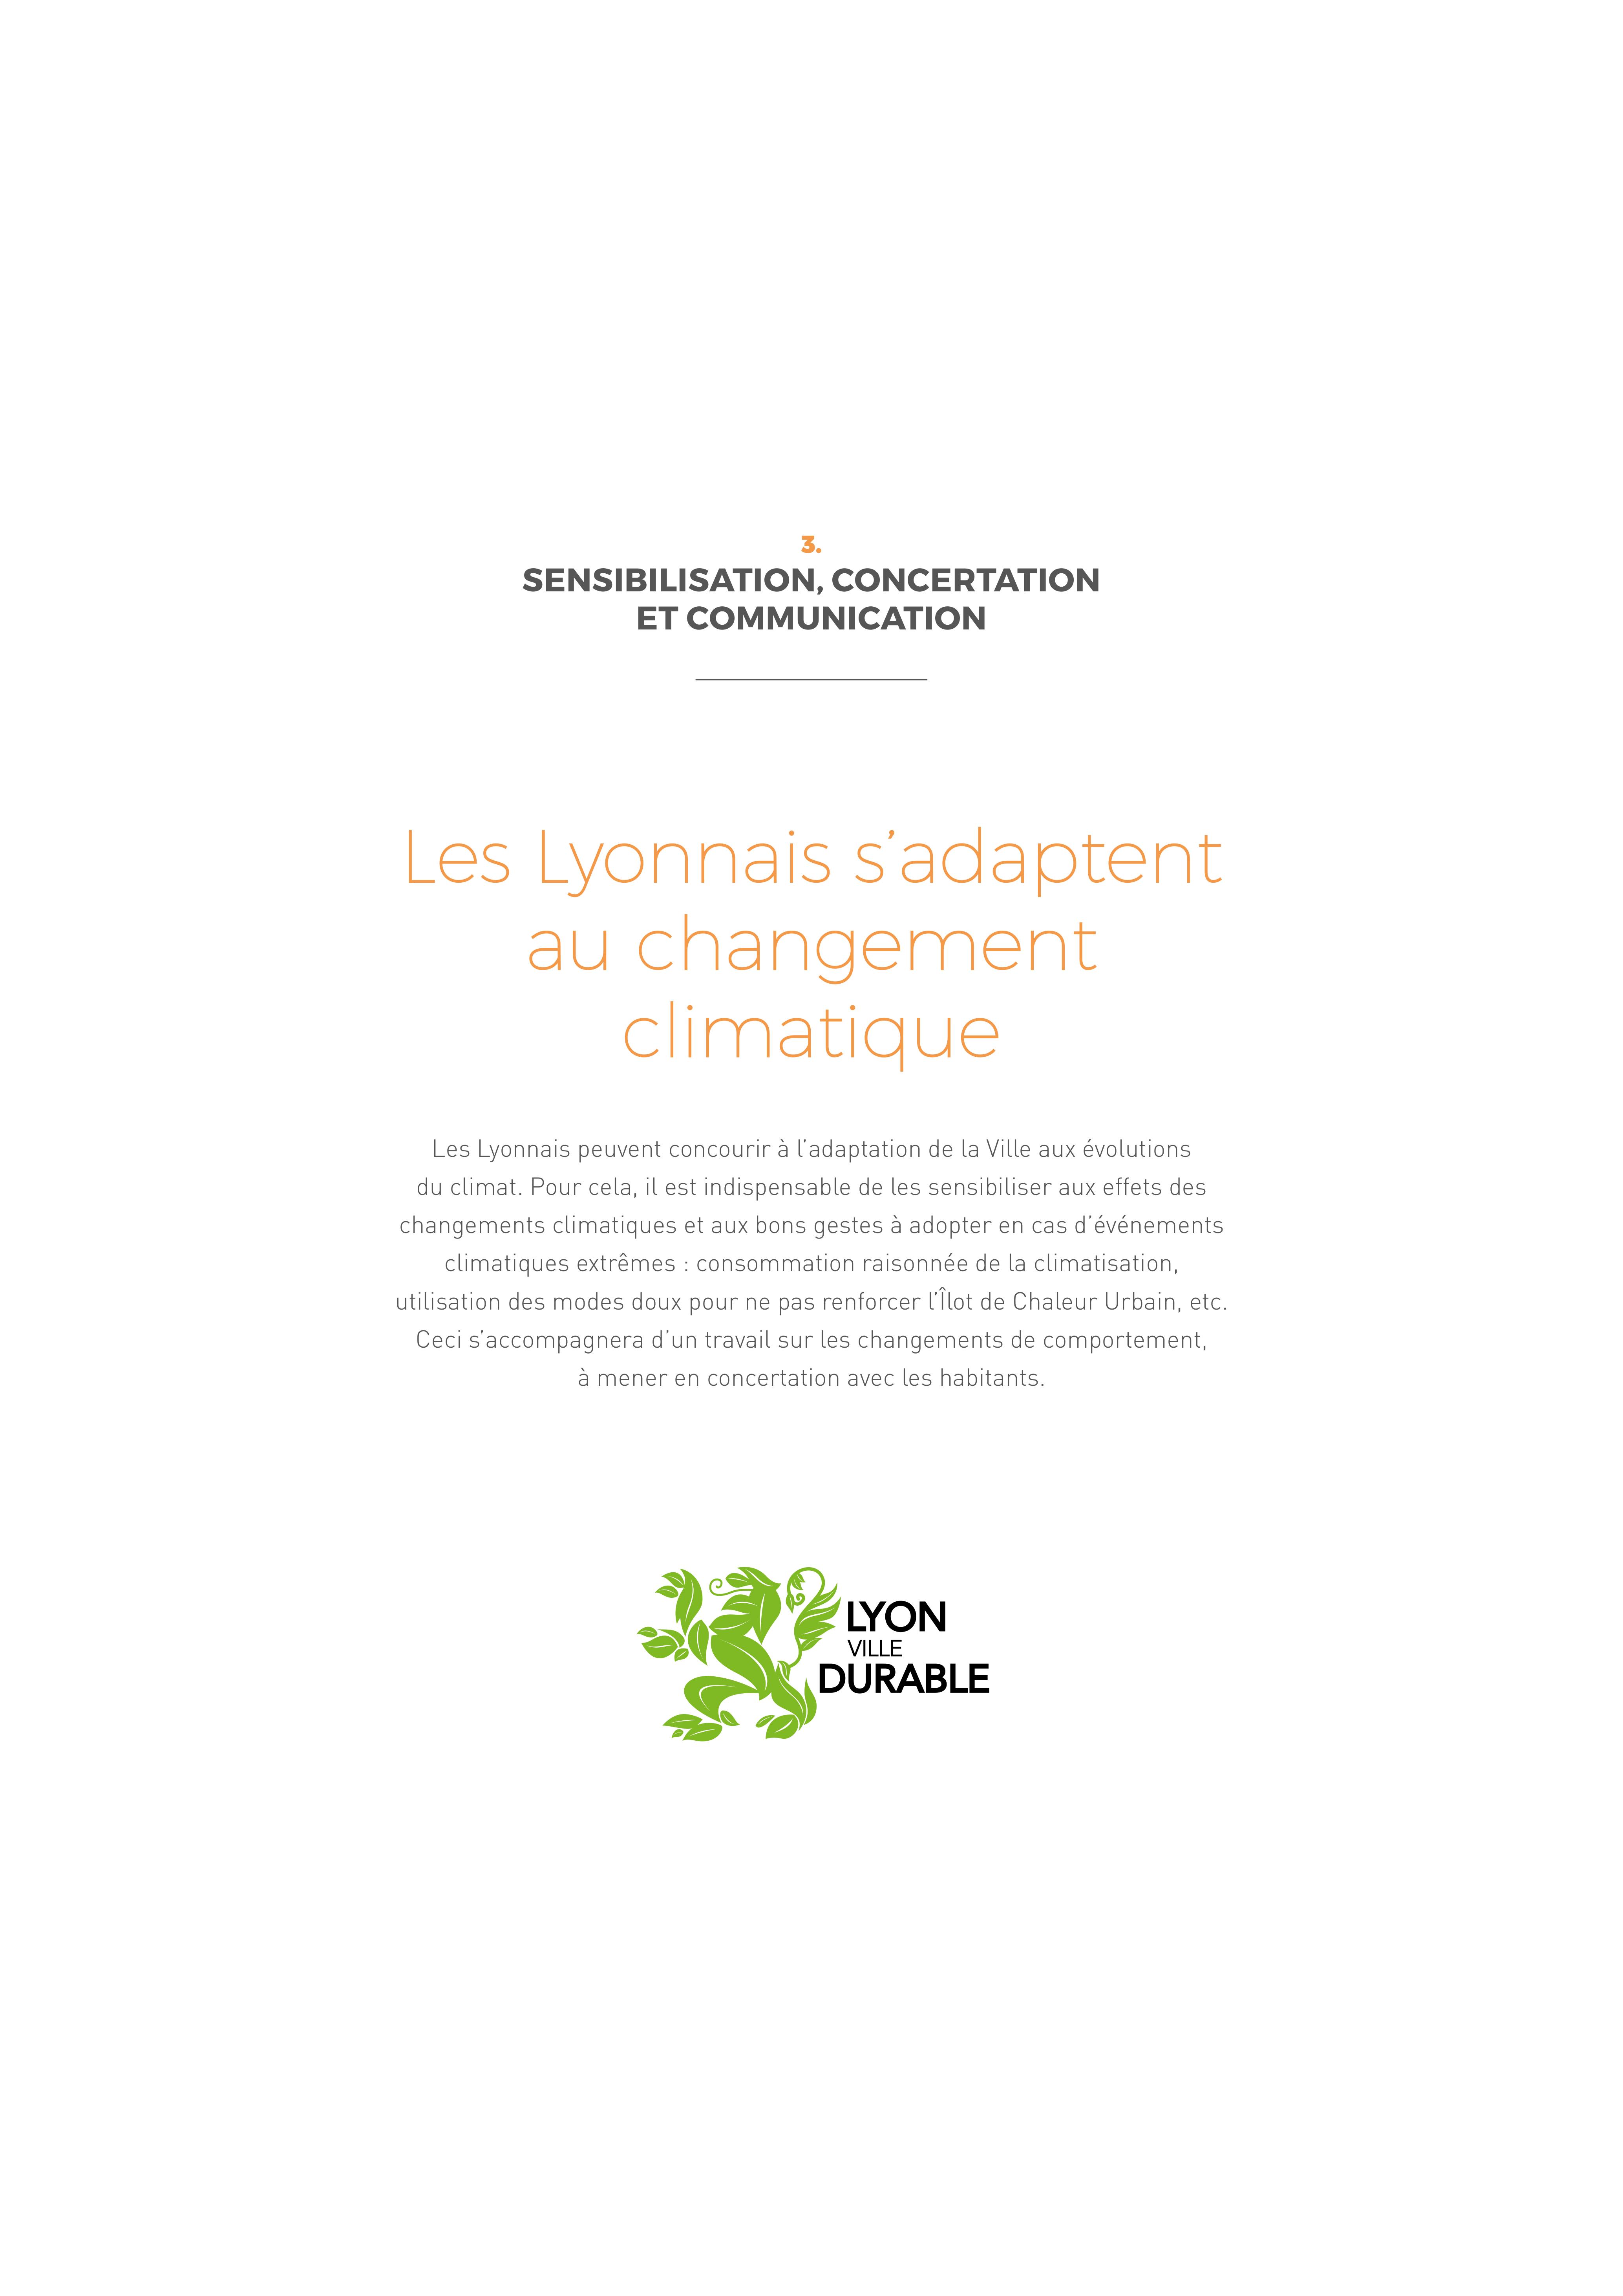 3.
SENSIBILISATION, CONCERTATION
ET COMMUNICATION
Les Lyonnais s’adaptent
au changement
climatique
Les Lyonnais peuvent concourir à l’adaptation de la Ville aux évolutions
du climat. Pour cela, il est indispensable de les sensibiliser aux effets des
changements climatiques et aux bons gestes à adopter en cas d’événements
climatiques extrêmes : consommation raisonnée de la climatisation,
utilisation des modes doux pour ne pas renforcer l’Îlot de Chaleur Urbain, etc.
Ceci s’accompagnera d’un travail sur les changements de comportement,
à mener en concertation avec les habitants.
LYON
VILLE
DURABLE